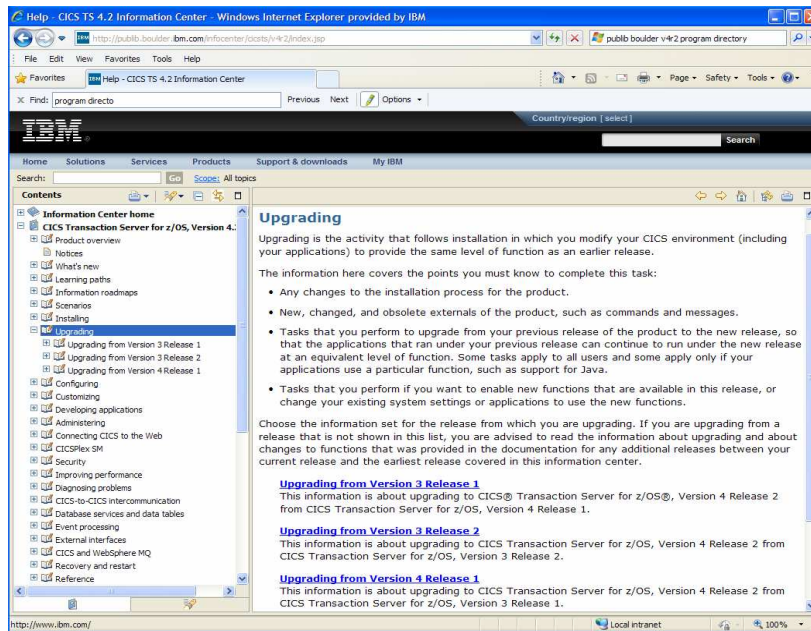 Help - CICS TS 4.2 Information Center - Windows Internet Explorer provided by IBM
http://publib.boulder.ibm.com/infocenter/cicsts/v4r2/index.jsp
publib boulder v4r2 program directory
File Edit View Favorites Tools Help
Favorites
Help - CICS TS 4.2 Information Center
Page Safety Tools
Find: program directo
Previous Next Options
Country/region [ select ]
IBM
Search
Home Solutions Services Products Support & downloads My IBM
Search:
Go
Scope: All topics
Contents
Information Center home
CICS Transaction Server for z/OS, Version 4.
Product overview
Notices
What's new
Learning paths
Information roadmaps
Scenarios
Installing
Upgrading
Upgrading from Version 3 Release 1
Upgrading from Version 3 Release 2
Upgrading from Version 4 Release 1
Configuring
Customizing
Developing applications
Administering
Connecting CICS to the Web
CICSPlex SM
Security
Improving performance
Diagnosing problems
CICS-to-CICS intercommunication
Database services and data tables
Event processing
External interfaces
CICS and WebSphere MQ
Recovery and restart
Reference
Upgrading
Upgrading is the activity that follows installation in which you modify your CICS environment (including
your applications) to provide the same level of function as an earlier release.
The information here covers the points you must know to complete this task:
• Any changes to the installation process for the product.
• New, changed, and obsolete externals of the product, such as commands and messages.
• Tasks that you perform to upgrade from your previous release of the product to the new release, so
that the applications that ran under your previous release can continue to run under the new release
at an equivalent level of function. Some tasks apply to all users and some apply only if your
applications use a particular function, such as support for Java.
• Tasks that you perform if you want to enable new functions that are available in this release, or
change your existing system settings or applications to use the new functions.
Choose the information set for the release from which you are upgrading. If you are upgrading from a
release that is not shown in this list, you are advised to read the information about upgrading and about
changes to functions that was provided in the documentation for any additional releases between your
current release and the earliest release covered in this information center.
Upgrading from Version 3 Release 1
This information is about upgrading to CICS® Transaction Server for z/OS®, Version 4 Release 2
from CICS Transaction Server for z/OS, Version 4 Release 1.
Upgrading from Version 3 Release 2
This information is about upgrading to CICS Transaction Server for z/OS, Version 4 Release 2 from
CICS Transaction Server for z/OS, Version 3 Release 2.
Upgrading from Version 4 Release 1
This information is about upgrading to CICS Transaction Server for z/OS, Version 4 Release 2 from
CICS Transaction Server for z/OS, Version 3 Release 1.
http://www.ibm.com/
Local intranet
100%